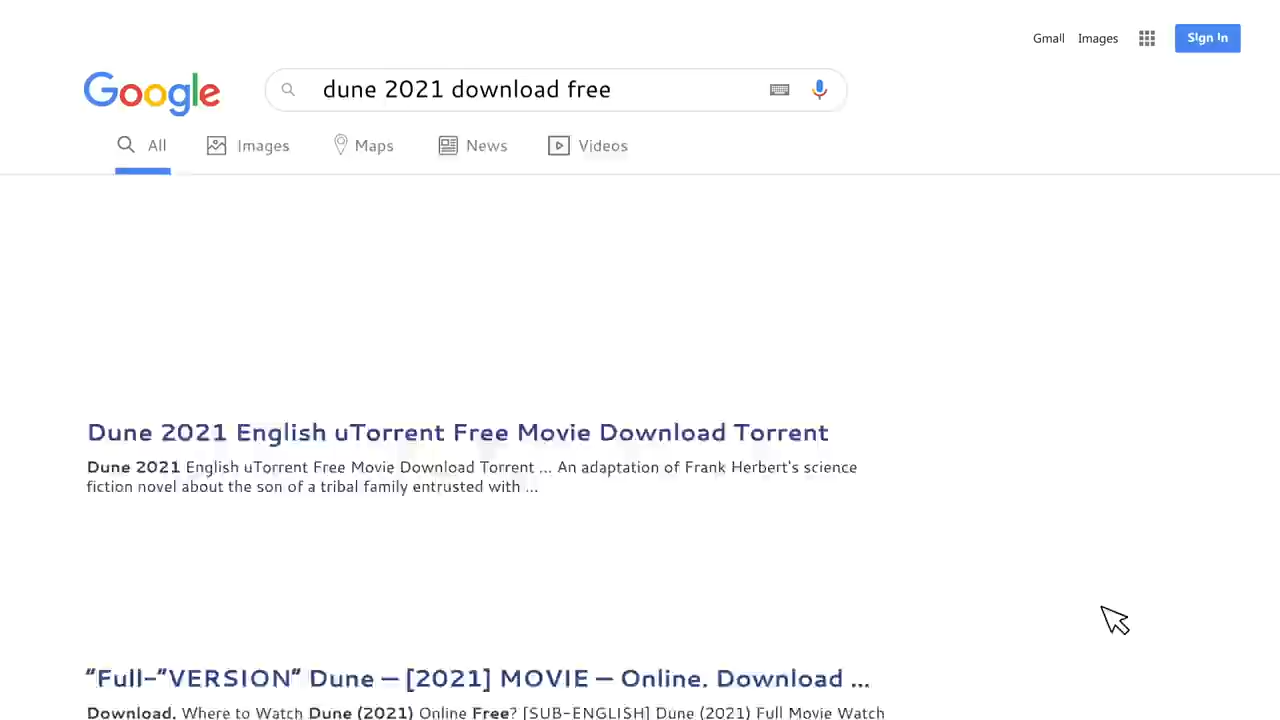 Gmail Images Sign in
Google dune 2021 download free
All Images Maps News Videos
Dune 2021 English uTorrent Free Movie Download Torrent
Dune 2021 English uTorrent Free Movie Download Torrent ... An adaptation of Frank Herbert's science
fiction novel about the son of a tribal family entrusted with ...
"Full-"VERSION" Dune – [2021] MOVIE – Online. Download ...
Download. Where to Watch Dune (2021) Online Free? [SUB-ENGLISH] Dune (2021) Full Movie Watch